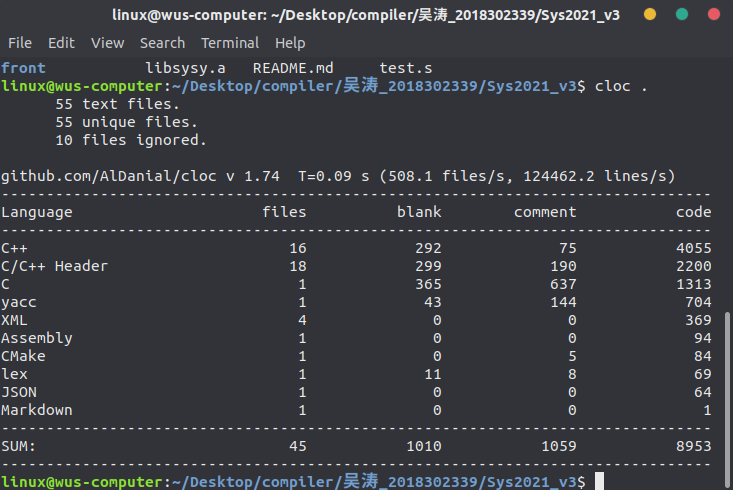 linux@wus-computer: ~/Desktop/compiler/吴涛_2018302339/Sys2021_v3
File Edit View Search Terminal Help
front libsysy.a README.md test.s
linux@wus-computer:~/Desktop/compiler/吴涛_2018302339/Sys2021_v3$ cloc .
55 text files.
55 unique files.
10 files ignored.
github.com/AlDanial/cloc v 1.74 T=0.09 s (508.1 files/s, 124462.2 lines/s)
-------------------------------------------------------------------------------
Language files blank comment code
-------------------------------------------------------------------------------
C++ 16 292 75 4055
C/C++ Header 18 299 190 2200
C 1 365 637 1313
yacc 1 43 144 704
XML 4 0 0 369
Assembly 1 0 0 94
CMake 1 0 5 84
lex 1 11 8 69
JSON 1 0 0 64
Markdown 1 0 0 1
-------------------------------------------------------------------------------
SUM: 45 1010 1059 8953
-------------------------------------------------------------------------------
linux@wus-computer:~/Desktop/compiler/吴涛_2018302339/Sys2021_v3$